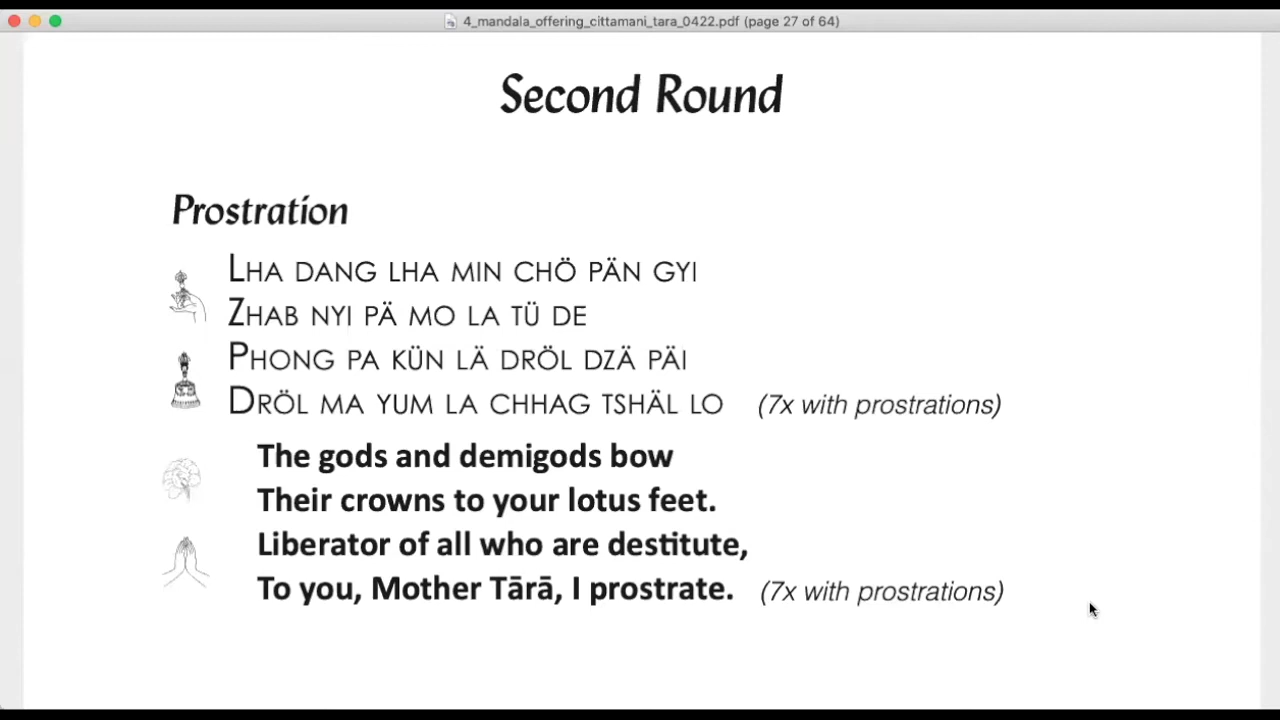 4_mandala_offering_cittamani_tara_0422.pdf (page 27 of 64)
Second Round
Prostration
LHA DANG LHA MIN CHÖ PÄN GYI
ZHAB NYI PÄ MO LA TÜ DE
PHONG PA KÜN LÄ DRÖL DZÄ PÄI
DRÖL MA YUM LA CHHAG TSHÄL LO (7x with prostrations)
The gods and demigods bow
Their crowns to your lotus feet.
Liberator of all who are destitute,
To you, Mother Tārā, I prostrate. (7x with prostrations)